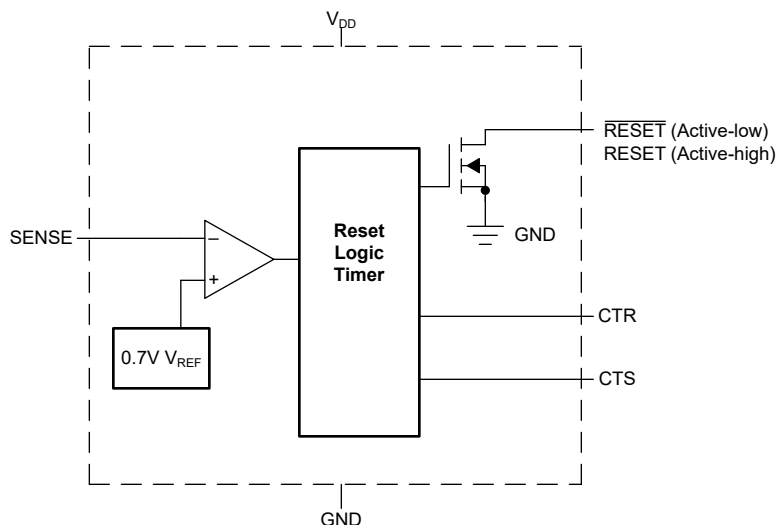 V_DD
RESET (Active-low)
RESET (Active-high)
SENSE
−
+
0.7V V_REF
Reset
Logic
Timer
GND
CTR
CTS
GND